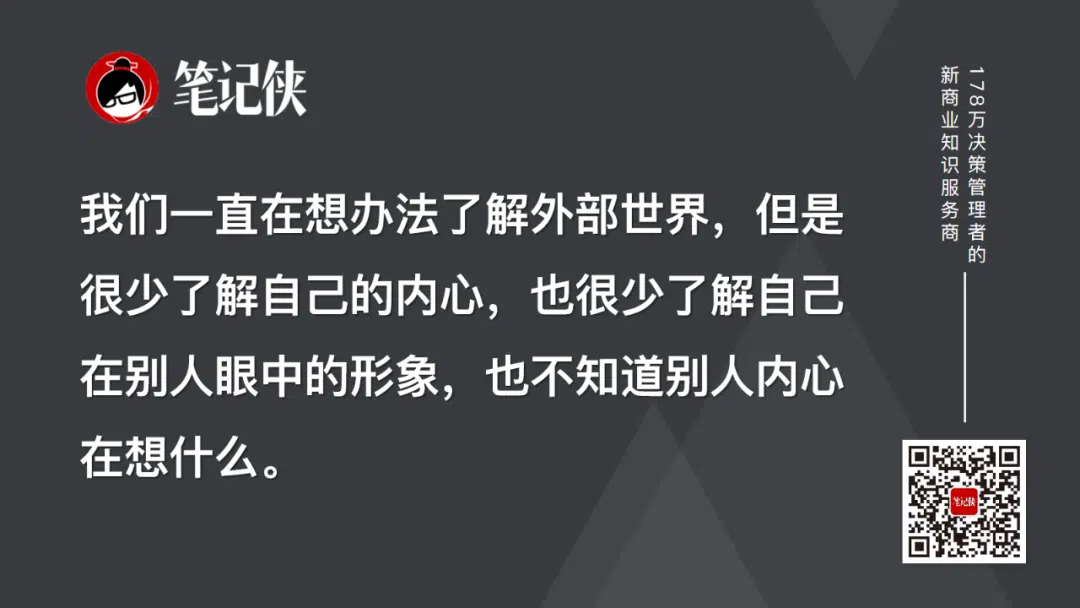 笔记侠
我们一直在想办法了解外部世界，但是
很少了解自己的内心，也很少了解自己
在别人眼中的形象，也不知道别人内心
在想什么。
178万决策管理者的
新商业知识服务商
笔记侠